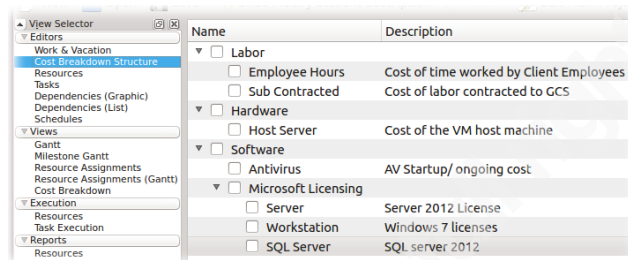 View Selector
Editors
Work & Vacation
Cost Breakdown Structure
Resources
Tasks
Dependencies (Graphic)
Dependencies (List)
Schedules
Views
Gantt
Milestone Gantt
Resource Assignments
Resource Assignments (Gantt)
Cost Breakdown
Execution
Resources
Task Execution
Reports
Resources
Name Description
Labor
Employee Hours Cost of time worked by Client Employees
Sub Contracted Cost of labor contracted to GCS
Hardware
Host Server Cost of the VM host machine
Software
Antivirus AV Startup/ ongoing cost
Microsoft Licensing
Server Server 2012 License
Workstation Windows 7 licenses
SQL Server SQL server 2012